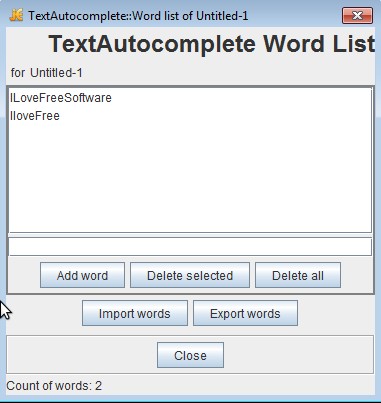 TextAutocomplete::Word list of Untitled-1
TextAutocomplete Word List
for Untitled-1
ILoveFreeSoftware
IloveFree
Add word Delete selected Delete all
Import words Export words
Close
Count of words: 2